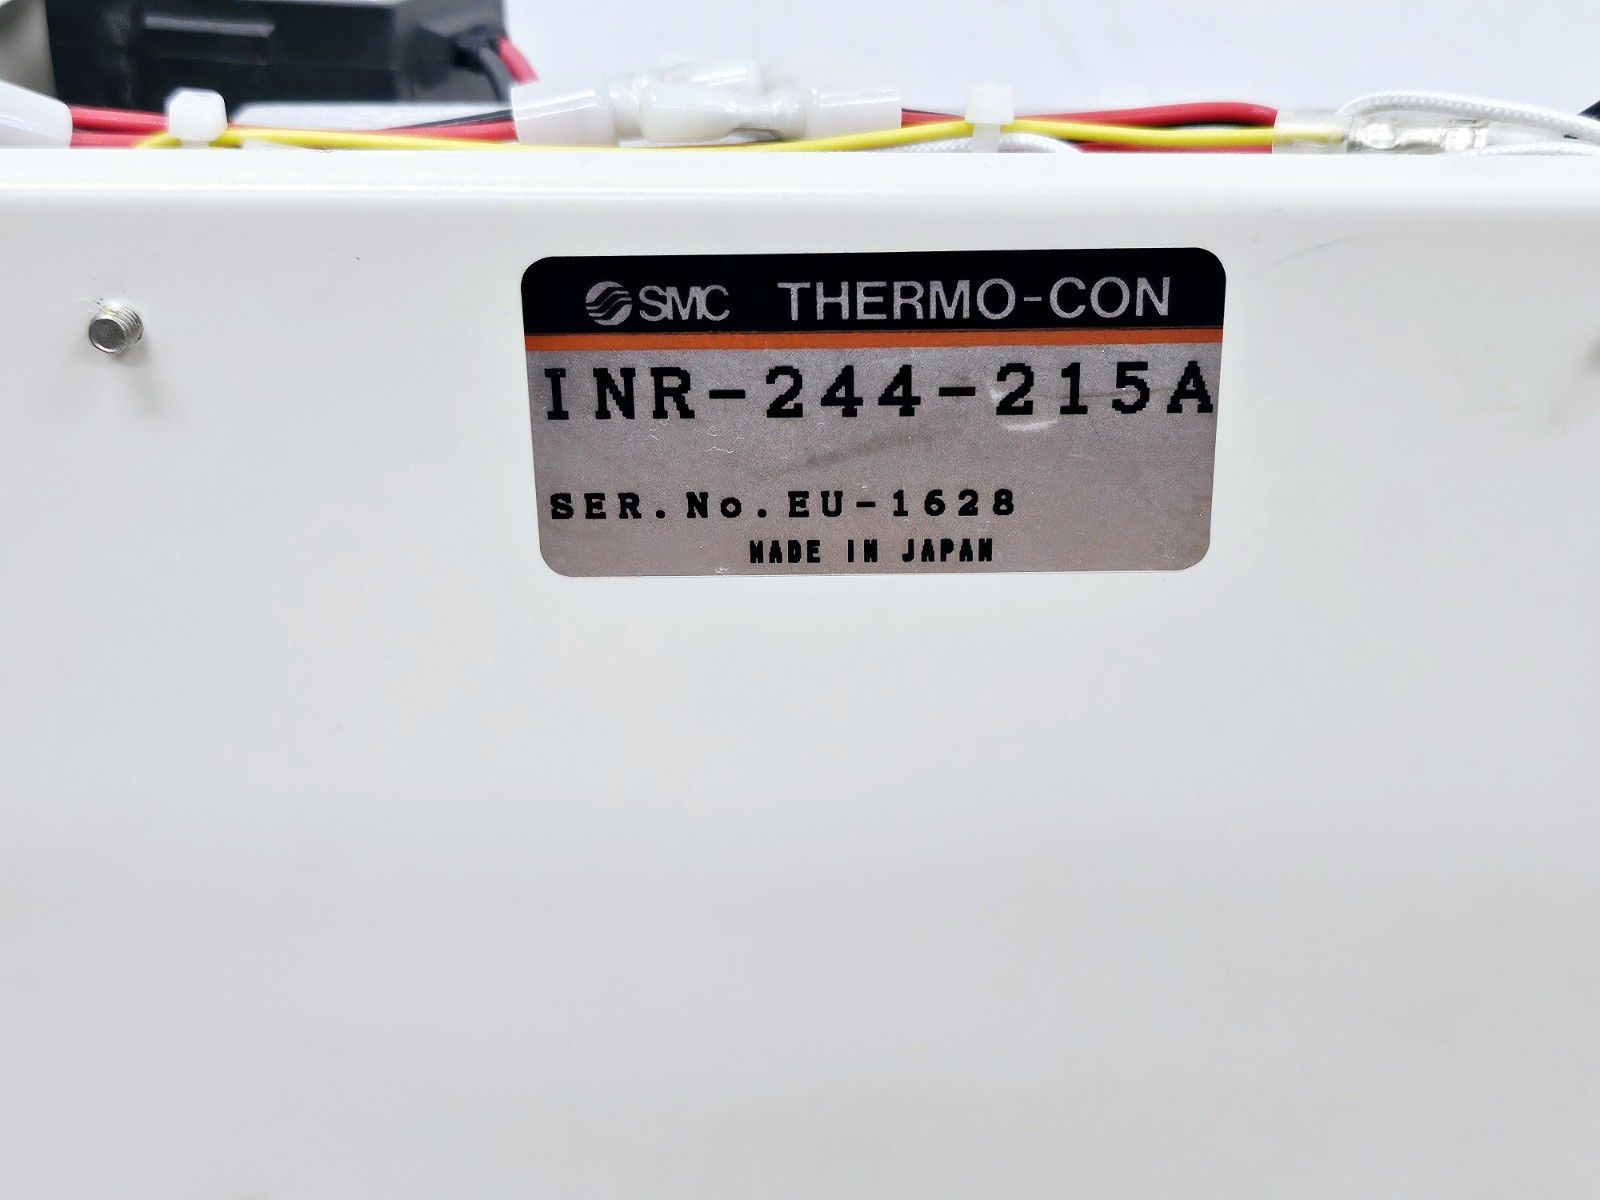 SMC THERMO-CON
INR-244-215A
SER.No.EU-1628
MADE IN JAPAN